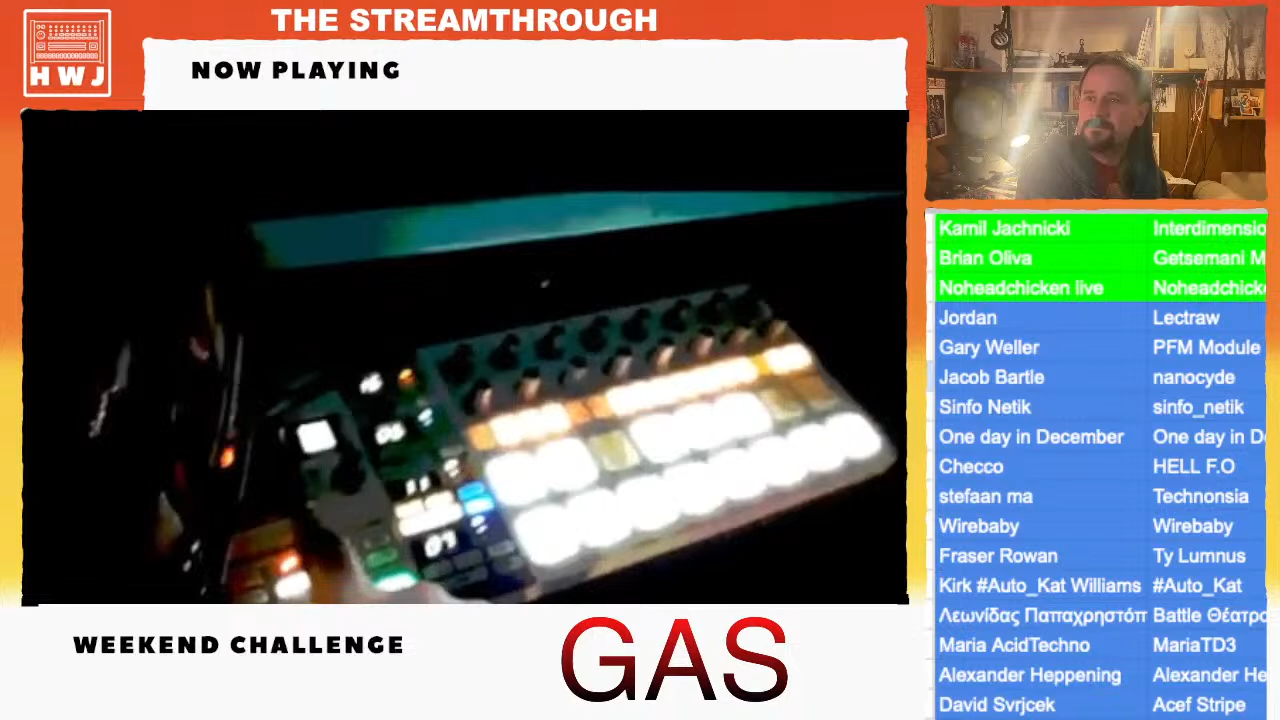 THE STREAMTHROUGH
HWJ
NOW PLAYING
Kamil Jachnicki Interdimensio
Brian Oliva Getsemani M
Noheadchicken live Noheadchick
Jordan Lectraw
Gary Weller PFM Module
Jacob Bartle nanocyde
Sinfo Netik sinfo_netik
One day in December One day in D
Checco HELL F.O
stefaan ma Technonsia
Wirebaby Wirebaby
Fraser Rowan Ty Lumnus
Kirk #Auto_Kat Williams #Auto_Kat
Λεωνίδας Παπαχρηστόπ Battle Θέατρο
Maria AcidTechno MariaTD3
Alexander Heppening Alexander He
David Svrjcek Acef Stripe
WEEKEND CHALLENGE
GAS